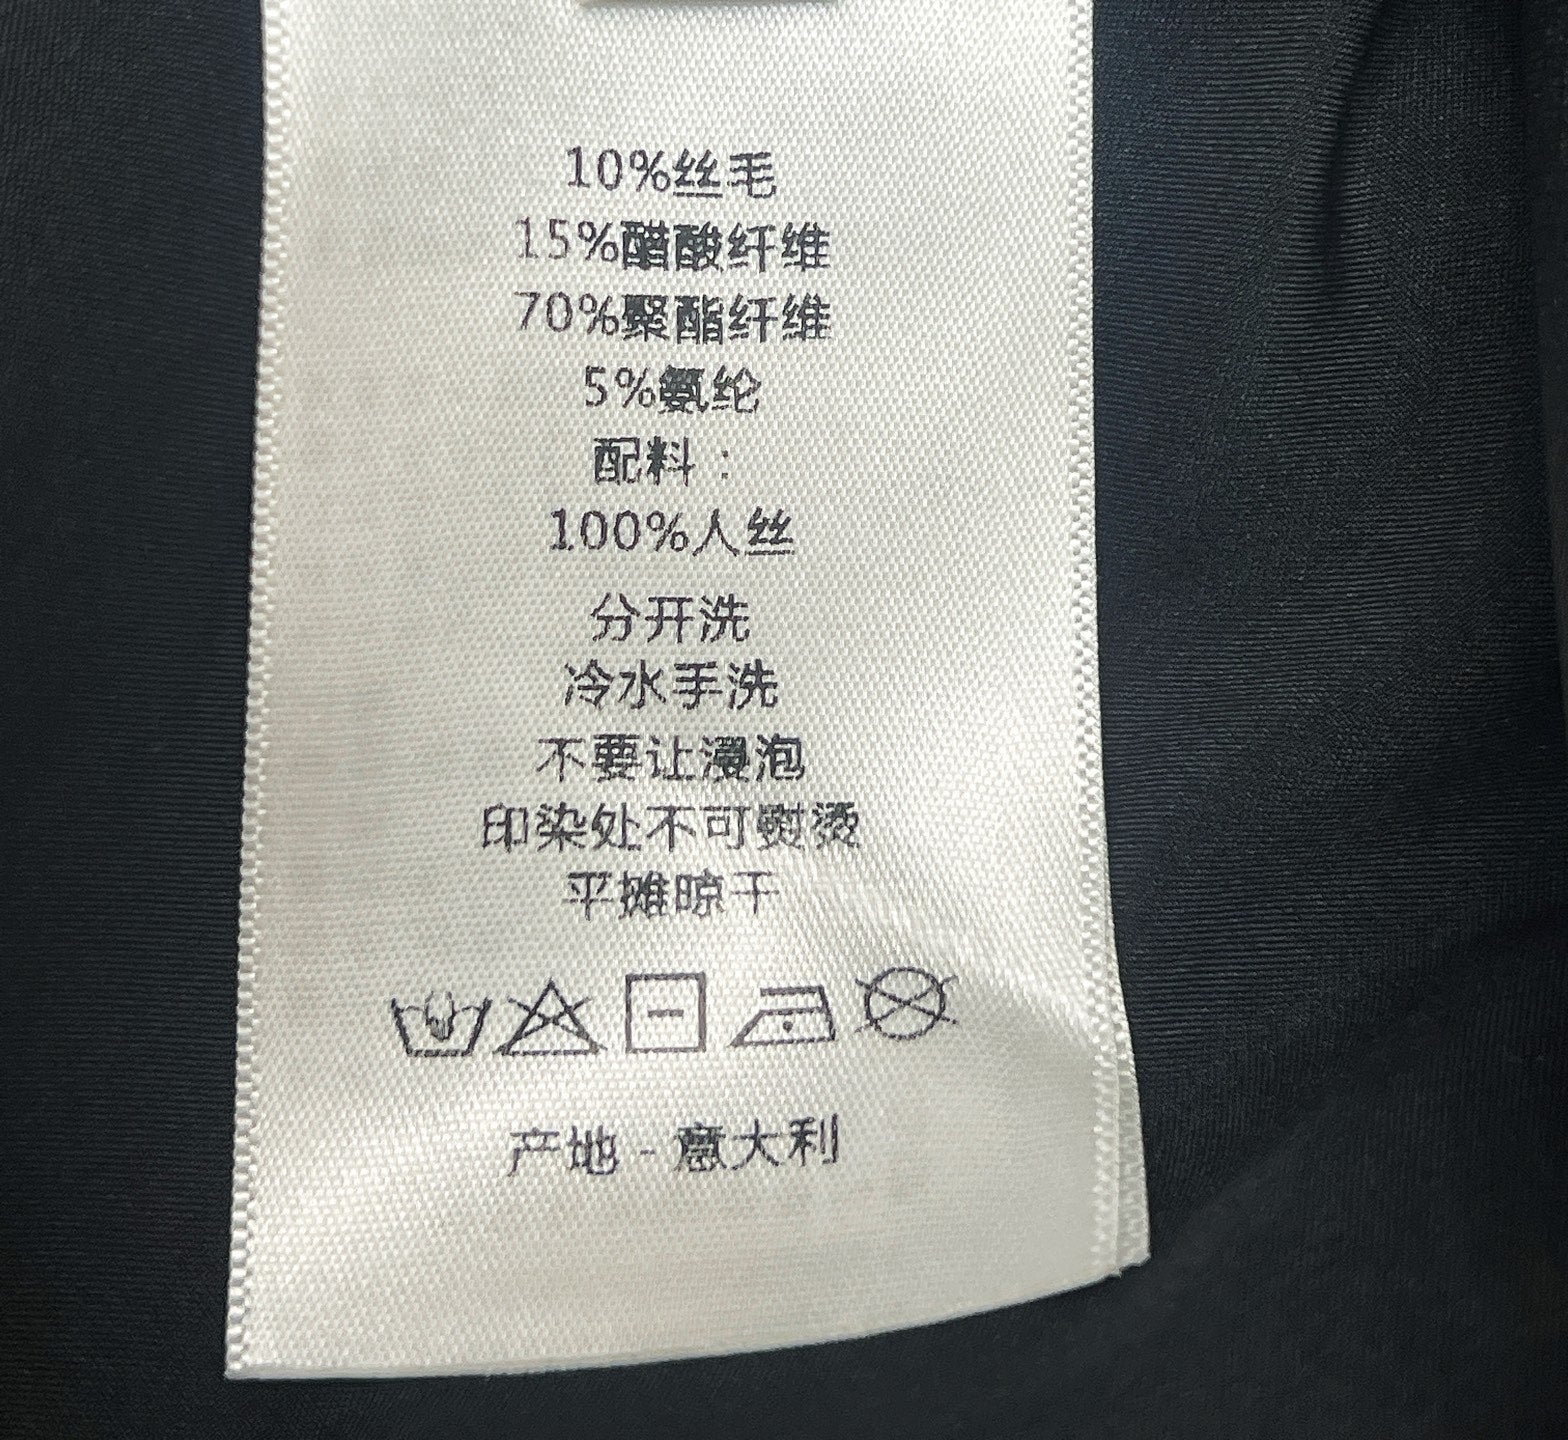 10%丝毛
15%醋酸纤维
70%聚酯纤维
5%氨纶
配料：
100%人丝
分开洗
冷水手洗
不要让浸泡
印染处不可熨烫
平摊晾干
产地 - 意大利